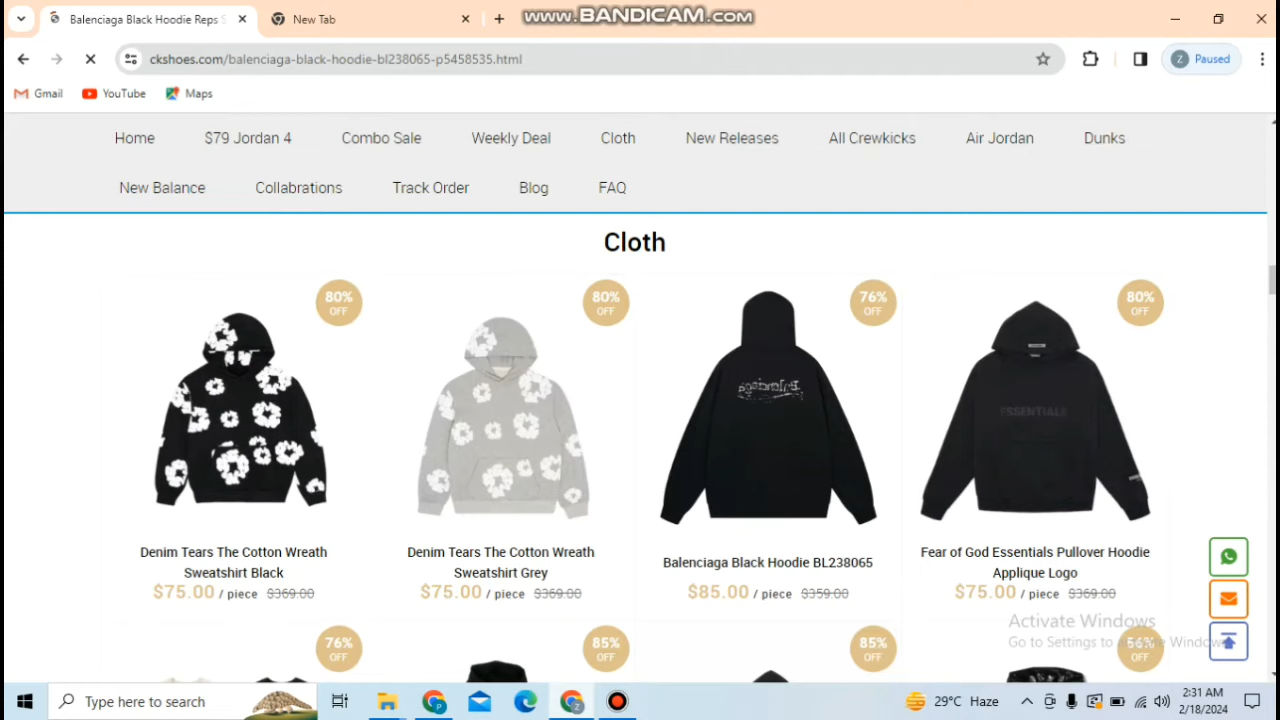 Balenciaga Black Hoodie Reps S
New Tab
www.BANDICAM.com
ckshoes.com/balenciaga-black-hoodie-bl238065-p5458535.html
Z Paused
Gmail YouTube Maps
Home $79 Jordan 4 Combo Sale Weekly Deal Cloth New Releases All Crewkicks Air Jordan Dunks
New Balance Collabrations Track Order Blog FAQ
Cloth
80% OFF
80% OFF
76% OFF
80% OFF
Balenciaga
ESSENTIALS
Denim Tears The Cotton Wreath
Sweatshirt Black
$75.00 / piece $369.00
Denim Tears The Cotton Wreath
Sweatshirt Grey
$75.00 / piece $369.00
Balenciaga Black Hoodie BL238065
$85.00 / piece $359.00
Fear of God Essentials Pullover Hoodie
Applique Logo
$75.00 / piece $369.00
Activate Windows
Go to Settings to activate Windows.
76% OFF
85% OFF
85% OFF
Type here to search
29°C Haze
2:31 AM
2/18/2024